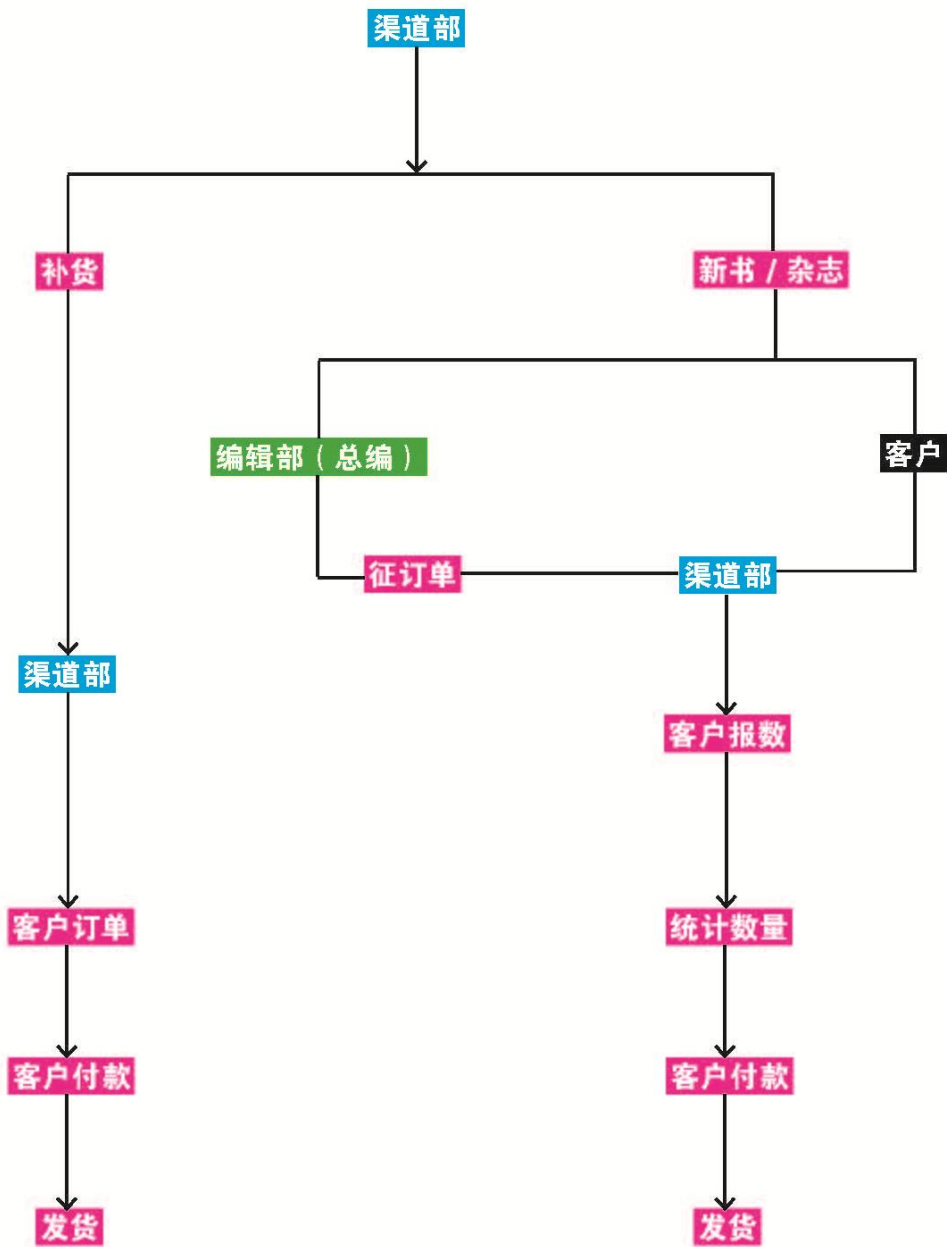 渠道部
补货
新书 / 杂志
编辑部（总编）
客户
征订单
渠道部
渠道部
客户报数
客户订单
统计数量
客户付款
客户付款
发货
发货